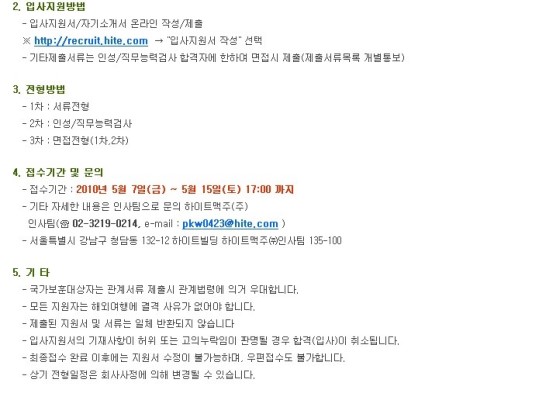 2. 입사지원방법
- 입사지원서/자기소개서 온라인 작성/제출
※ http://recruit.hite.com → "입사지원서 작성" 선택
- 기타제출서류는 인성/직무능력검사 합격자에 한하며 면접시 제출(제출서류목록 개별통보)
3. 전형방법
- 1차 : 서류전형
- 2차 : 인성/직무능력검사
- 3차 : 면접전형(1차,2차)
4. 접수기간 및 문의
- 접수기간 : 2010년 5월 7일(금) ~ 5월 15일(토) 17:00 까지
- 기타 자세한 내용은 인사팀으로 문의 하이트맥주(주)
인사팀(☎ 02-3219-0214, e-mail : pkw0423@hite.com )
- 서울특별시 강남구 청담동 132-12 하이트빌딩 하이트맥주㈜인사팀 135-100
5. 기 타
- 국가보훈대상자는 관계서류 제출시 관계법령에 의거 우대합니다.
- 모든 지원자는 해외여행에 결격 사유가 없어야 합니다.
- 제출된 지원서 및 서류는 일체 반환되지 않습니다
- 입사지원서의 기재사항이 허위 또는 고의누락임이 판명될 경우 합격(입사)이 취소됩니다.
- 최종접수 완료 이후에는 지원서 수정이 불가능하며, 우편접수도 불가합니다.
- 상기 전형일정은 회사사정에 의해 변경될 수 있습니다.